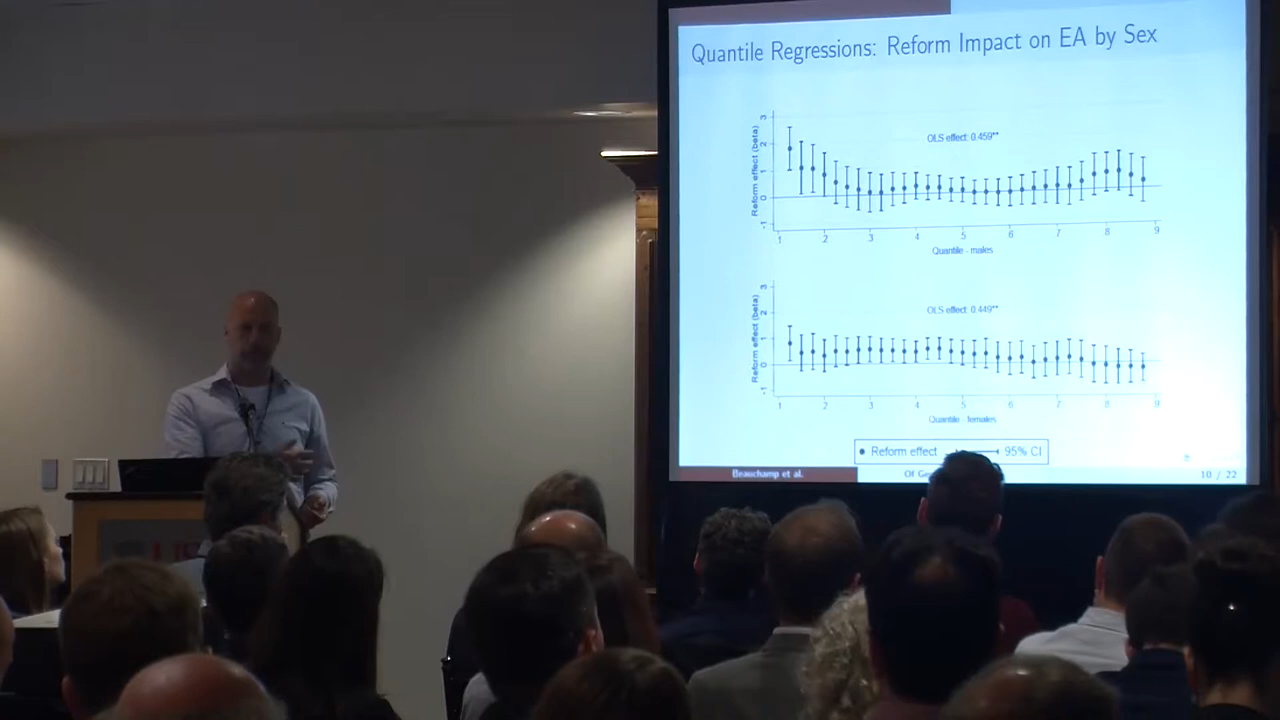 Quantile Regressions: Reform Impact on EA by Sex
Reform effect (beta)
-1 0 1 2 3
OLS effect: 0.459**
1 .2 .3 .4 .5 .6 .7 .8 .9
Quantile - males
Reform effect (beta)
-1 0 1 2 3
OLS effect: 0.449**
.1 .2 .3 .4 .5 .6 .7 .8 .9
Quantile - females
Reform effect 95% CI
Beauchamp et al.
10 / 22